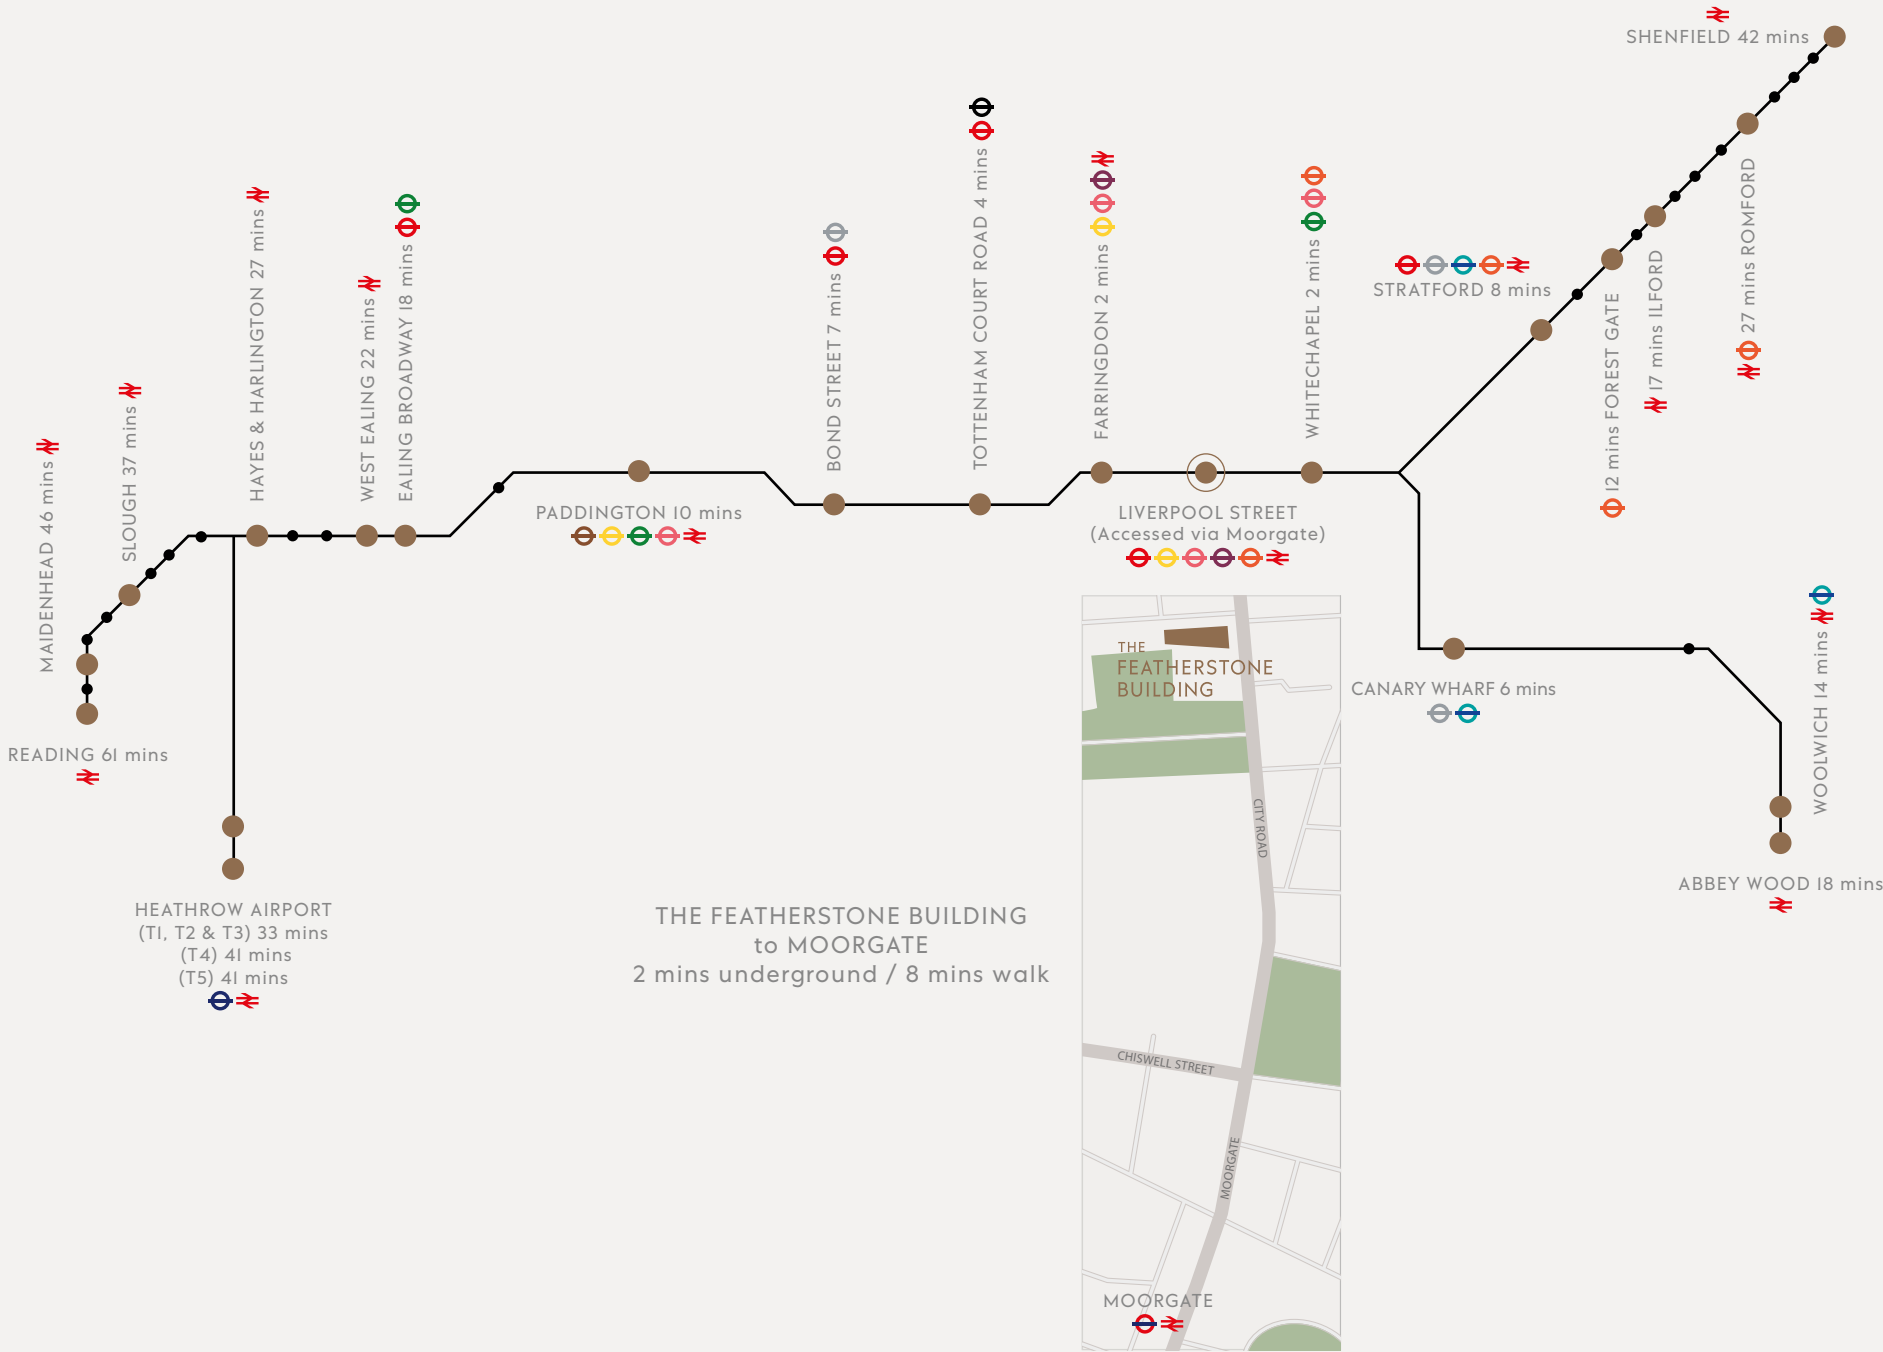 SHENFIELD 42 mins
27 mins ROMFORD
17 mins ILFORD
12 mins FOREST GATE
STRATFORD 8 mins
WHITECHAPEL 2 mins
FARRINGDON 2 mins
TOTTENHAM COURT ROAD 4 mins
BOND STREET 7 mins
EALING BROADWAY 18 mins
WEST EALING 22 mins
HAYES & HARLINGTON 27 mins
SLOUGH 37 mins
MAIDENHEAD 46 mins
PADDINGTON 10 mins
LIVERPOOL STREET
(Accessed via Moorgate)
READING 61 mins
HEATHROW AIRPORT
(T1, T2 & T3) 33 mins
(T4) 41 mins
(T5) 41 mins
CANARY WHARF 6 mins
WOOLWICH 14 mins
ABBEY WOOD 18 mins
THE FEATHERSTONE BUILDING
to MOORGATE
2 mins underground / 8 mins walk
THE
FEATHERSTONE
BUILDING
CITY ROAD
CHISWELL STREET
MOORGATE
MOORGATE